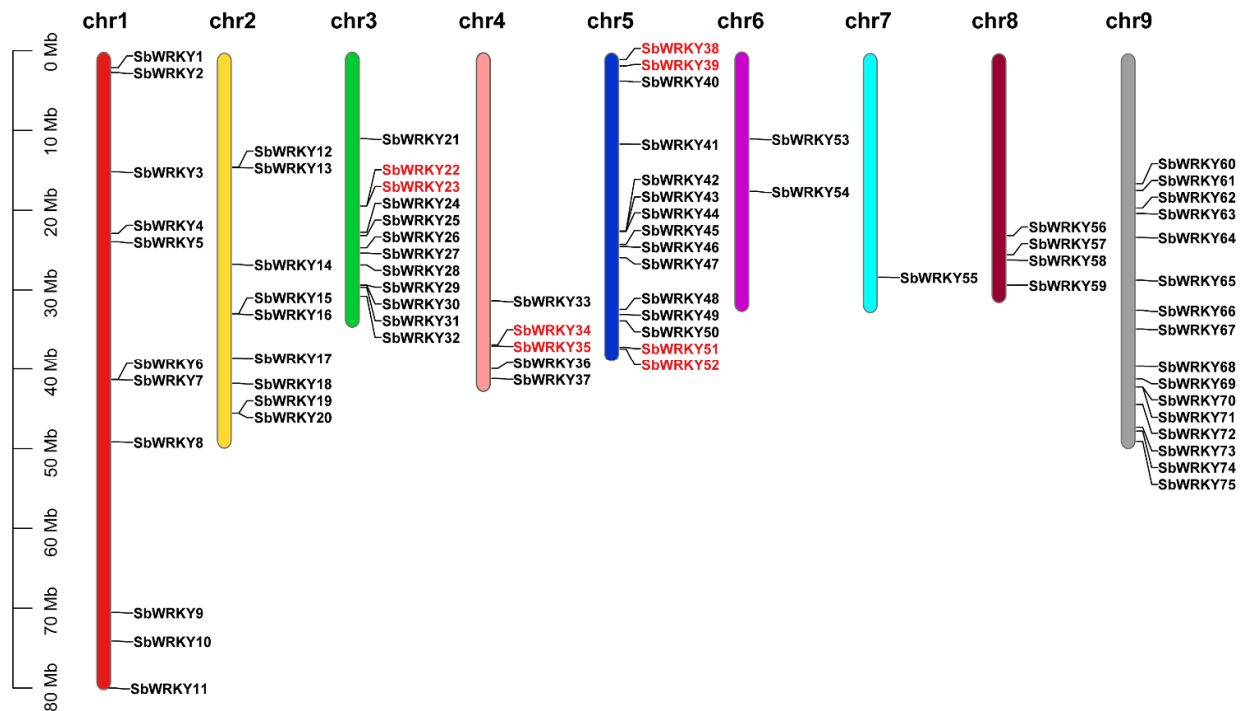 chr1 chr2 chr3 chr4 chr5 chr6 chr7 chr8 chr9
0 Mb
10 Mb
20 Mb
30 Mb
40 Mb
50 Mb
60 Mb
70 Mb
80 Mb
SbWRKY1
SbWRKY2
SbWRKY3
SbWRKY4
SbWRKY5
SbWRKY6
SbWRKY7
SbWRKY8
SbWRKY9
SbWRKY10
SbWRKY11
SbWRKY12
SbWRKY13
SbWRKY14
SbWRKY15
SbWRKY16
SbWRKY17
SbWRKY18
SbWRKY19
SbWRKY20
SbWRKY21
SbWRKY22
SbWRKY23
SbWRKY24
SbWRKY25
SbWRKY26
SbWRKY27
SbWRKY28
SbWRKY29
SbWRKY30
SbWRKY31
SbWRKY32
SbWRKY33
SbWRKY34
SbWRKY35
SbWRKY36
SbWRKY37
SbWRKY38
SbWRKY39
SbWRKY40
SbWRKY41
SbWRKY42
SbWRKY43
SbWRKY44
SbWRKY45
SbWRKY46
SbWRKY47
SbWRKY48
SbWRKY49
SbWRKY50
SbWRKY51
SbWRKY52
SbWRKY53
SbWRKY54
SbWRKY55
SbWRKY56
SbWRKY57
SbWRKY58
SbWRKY59
SbWRKY60
SbWRKY61
SbWRKY62
SbWRKY63
SbWRKY64
SbWRKY65
SbWRKY66
SbWRKY67
SbWRKY68
SbWRKY69
SbWRKY70
SbWRKY71
SbWRKY72
SbWRKY73
SbWRKY74
SbWRKY75